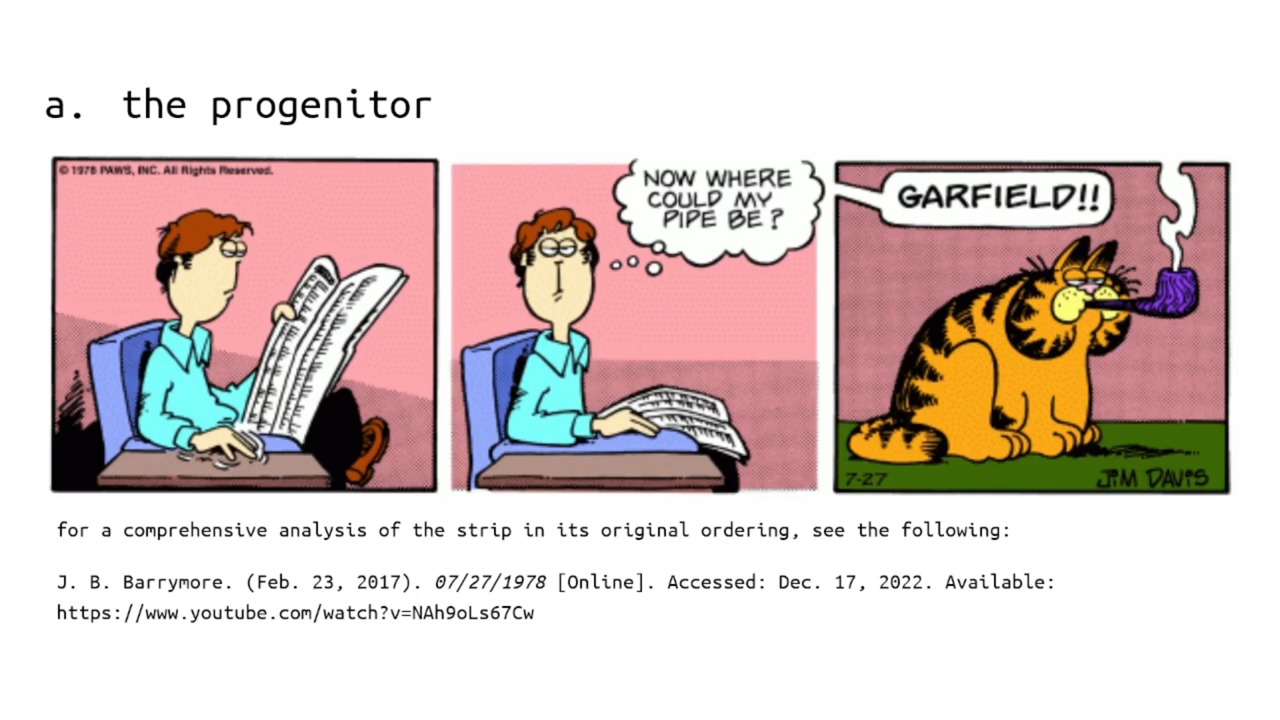 a. the progenitor
© 1978 PAWS, INC. All Rights Reserved.
NOW WHERE
COULD MY
PIPE BE?
GARFIELD!!
7-27
JIM DAVIS
for a comprehensive analysis of the strip in its original ordering, see the following:
J. B. Barrymore. (Feb. 23, 2017). 07/27/1978 [Online]. Accessed: Dec. 17, 2022. Available:
https://www.youtube.com/watch?v=NAh9oLs67Cw